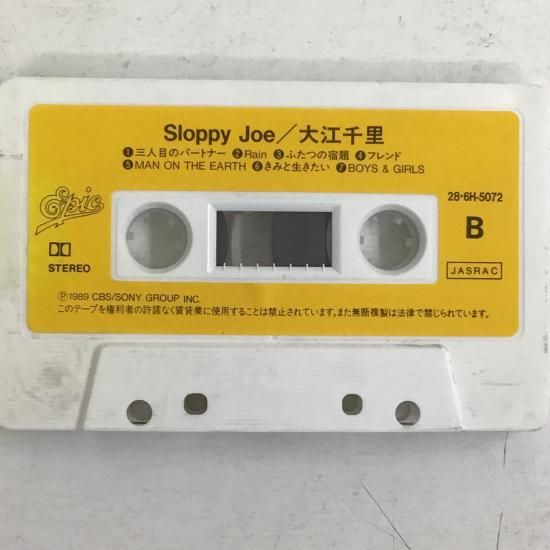 Sloppy Joe／大江千里
❶三人目のパートナー ❷Rain ❸ふたつの宿題 ❹フレンド
❺MAN ON THE EARTH ❻きみと生きたい ❼BOYS & GIRLS
Epic
28・6H-5072
B
STEREO
JASRAC
Ⓟ1989 CBS/SONY GROUP INC.
このテープを権利者の許諾なく賃貸業に使用することは禁止されています。また無断複製は法律で禁じられています。